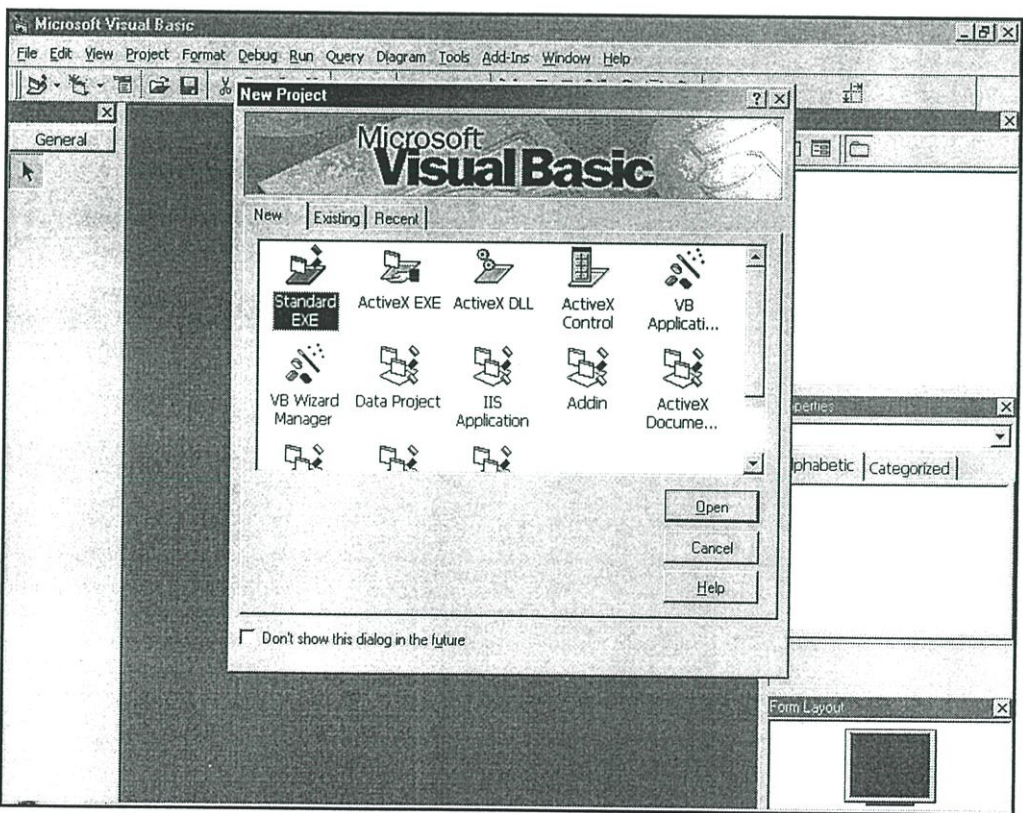 Microsoft Visual Basic
File Edit View Project Format Debug Run Query Diagram Tools Add-Ins Window Help
General
New Project
Microsoft
Visual Basic
New Existing Recent
Standard EXE
ActiveX EXE
ActiveX DLL
ActiveX Control
VB Applicati...
VB Wizard Manager
Data Project
IIS Application
Addin
ActiveX Docume...
Open
Cancel
Help
Don't show this dialog in the future
perties
lphabetic Categorized
Form Layout